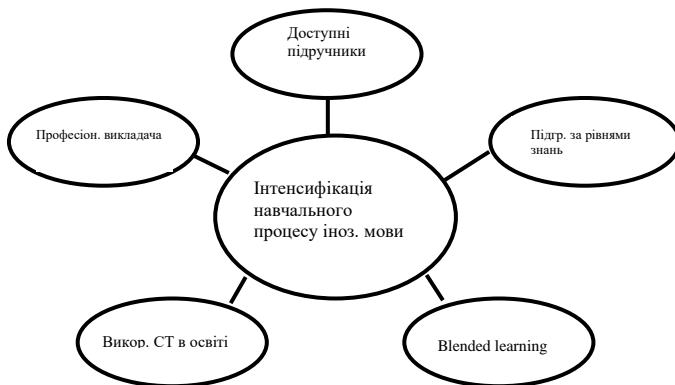 Доступні
підручники
Професіон. викладача
Підгр. за рівнями
знань
Інтенсифікація
навчального
процесу іноз. мови
Викор. СТ в освіті
Blended learning